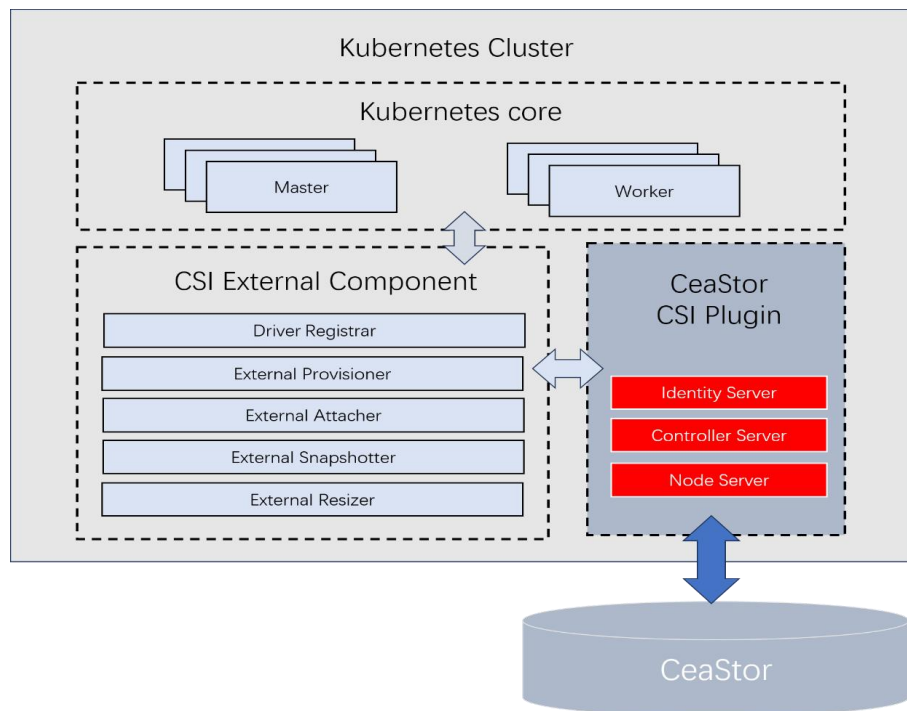 Kubernetes Cluster
Kubernetes core
Master
Worker
CSI External Component
Driver Registrar
External Provisioner
External Attacher
External Snapshotter
External Resizer
CeaStor
CSI Plugin
Identity Server
Controller Server
Node Server
CeaStor